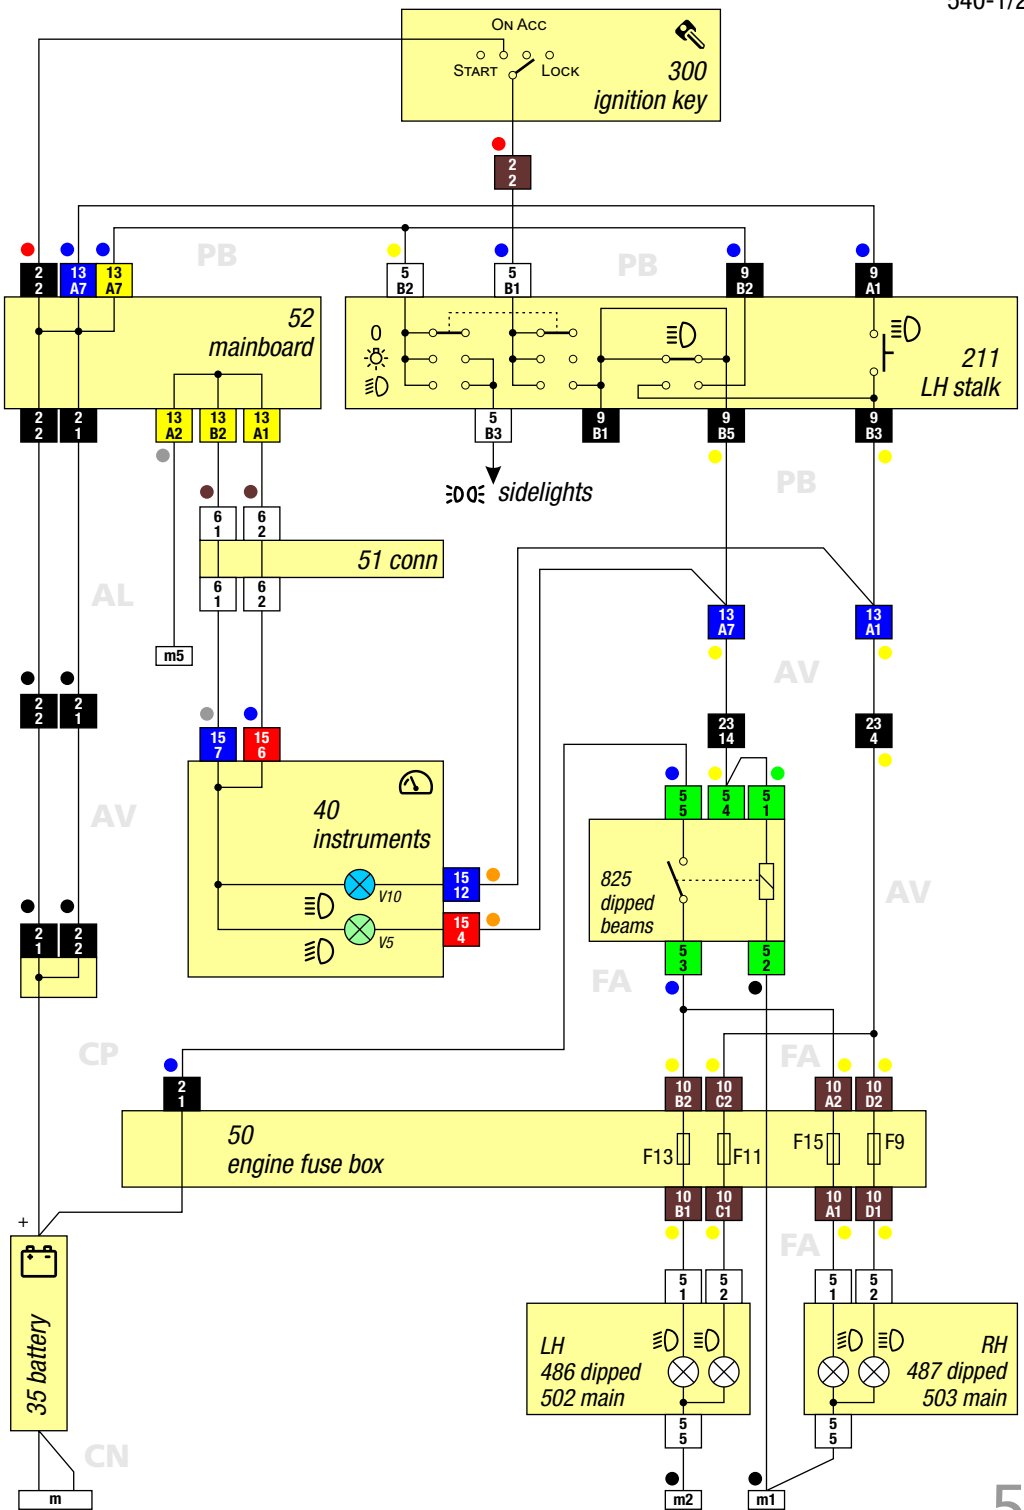 540-1/2
ON ACC
START
LOCK
300
ignition key
2
2
PB
PB
2
2
13
A7
13
A7
5
B2
5
B1
9
B2
9
A1
52
mainboard
0
211
LH stalk
2
2
2
1
13
A2
13
B2
13
A1
5
B3
9
B1
9
B5
9
B3
sidelights
PB
6
1
6
2
51 conn
6
1
6
2
AL
13
A7
13
A1
m5
AV
2
2
2
1
23
14
23
4
15
7
15
6
40
instruments
5
5
5
4
5
1
AV
V10
15
12
825
dipped
beams
AV
V5
15
4
2
1
2
2
5
3
5
2
FA
CP
FA
2
1
10
B2
10
C2
10
A2
10
D2
50
engine fuse box
F13
F11
F15
F9
10
B1
10
C1
10
A1
10
D1
+
FA
5
1
5
2
5
1
5
2
35 battery
LH
486 dipped
502 main
RH
487 dipped
503 main
5
5
5
5
CN
m
m2
m1
5